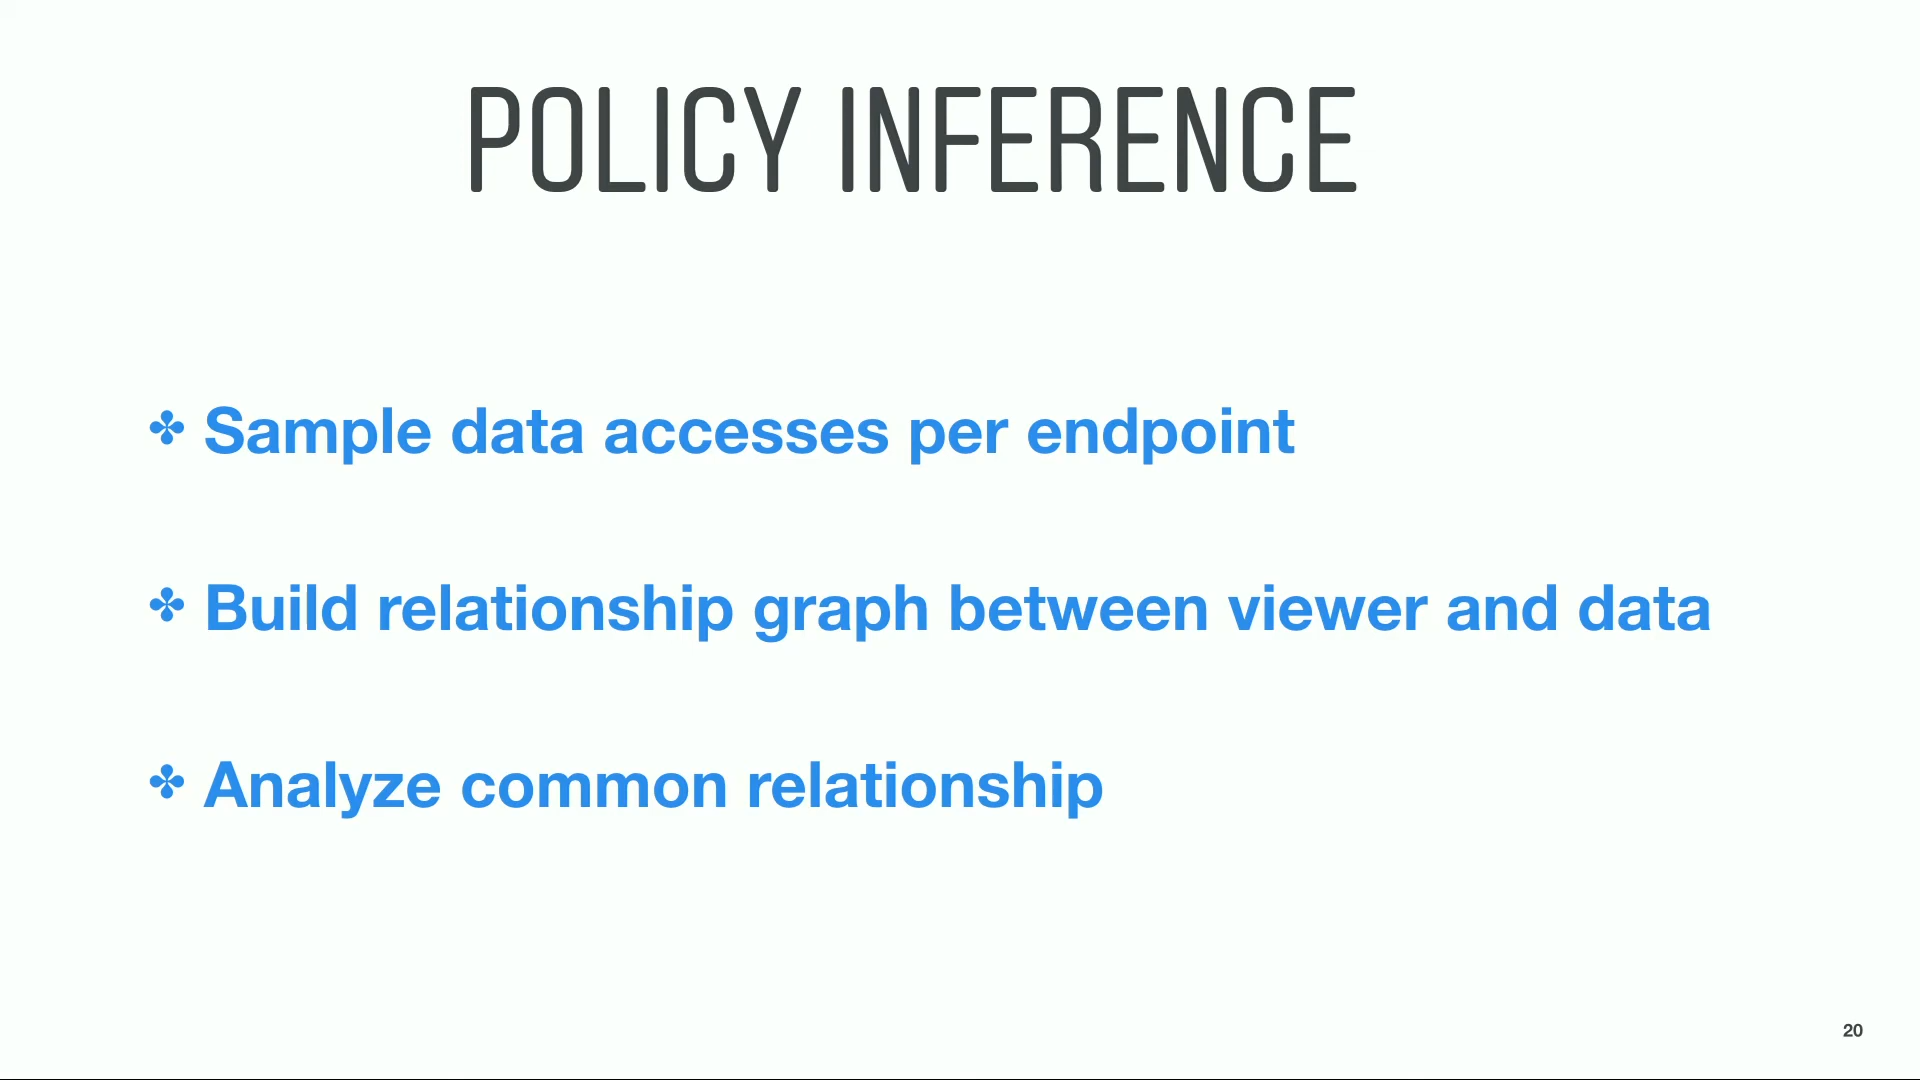 POLICY INFERENCE
✤ Sample data accesses per endpoint
✤ Build relationship graph between viewer and data
✤ Analyze common relationship
20